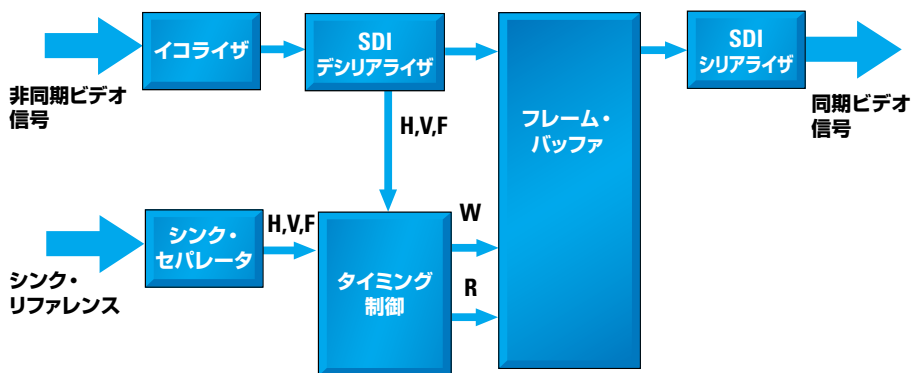 イコライザ
SDI
デシリアライザ
SDI
シリアライザ
非同期ビデオ
信号
同期ビデオ
信号
フレーム・
バッファ
H,V,F
シンク・
セパレータ
H,V,F
W
シンク・
リファレンス
タイミング
制御
R